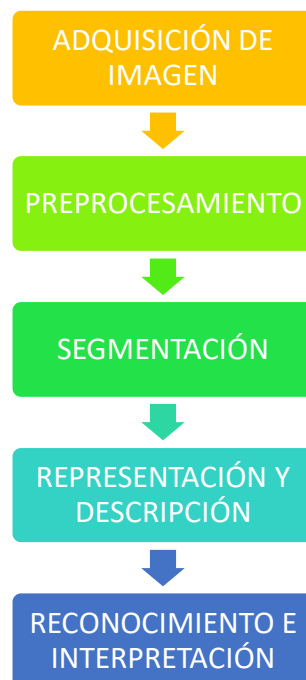 ADQUISICIÓN DE
IMAGEN
PREPROCESAMIENTO
SEGMENTACIÓN
REPRESENTACIÓN Y
DESCRIPCIÓN
RECONOCIMIENTO E
INTERPRETACIÓN